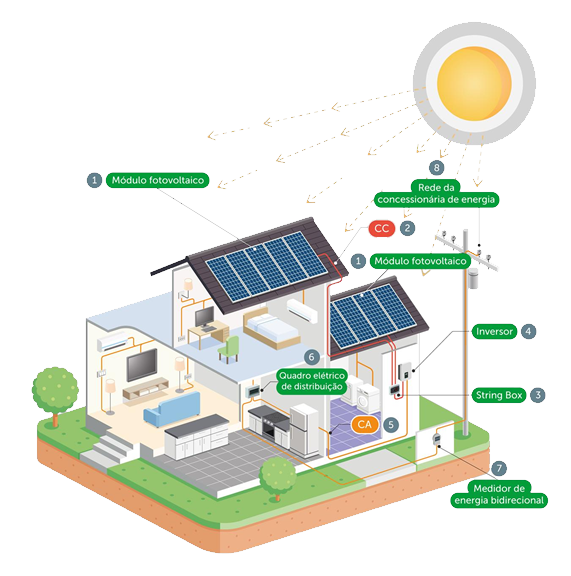 8
Rede da
concessionária de energia
1 Módulo fotovoltaico
CC 2
1 Módulo fotovoltaico
Inversor 4
6
Quadro elétrico
de distribuição
String Box 3
CA 5
7
Medidor de
energia bidirecional